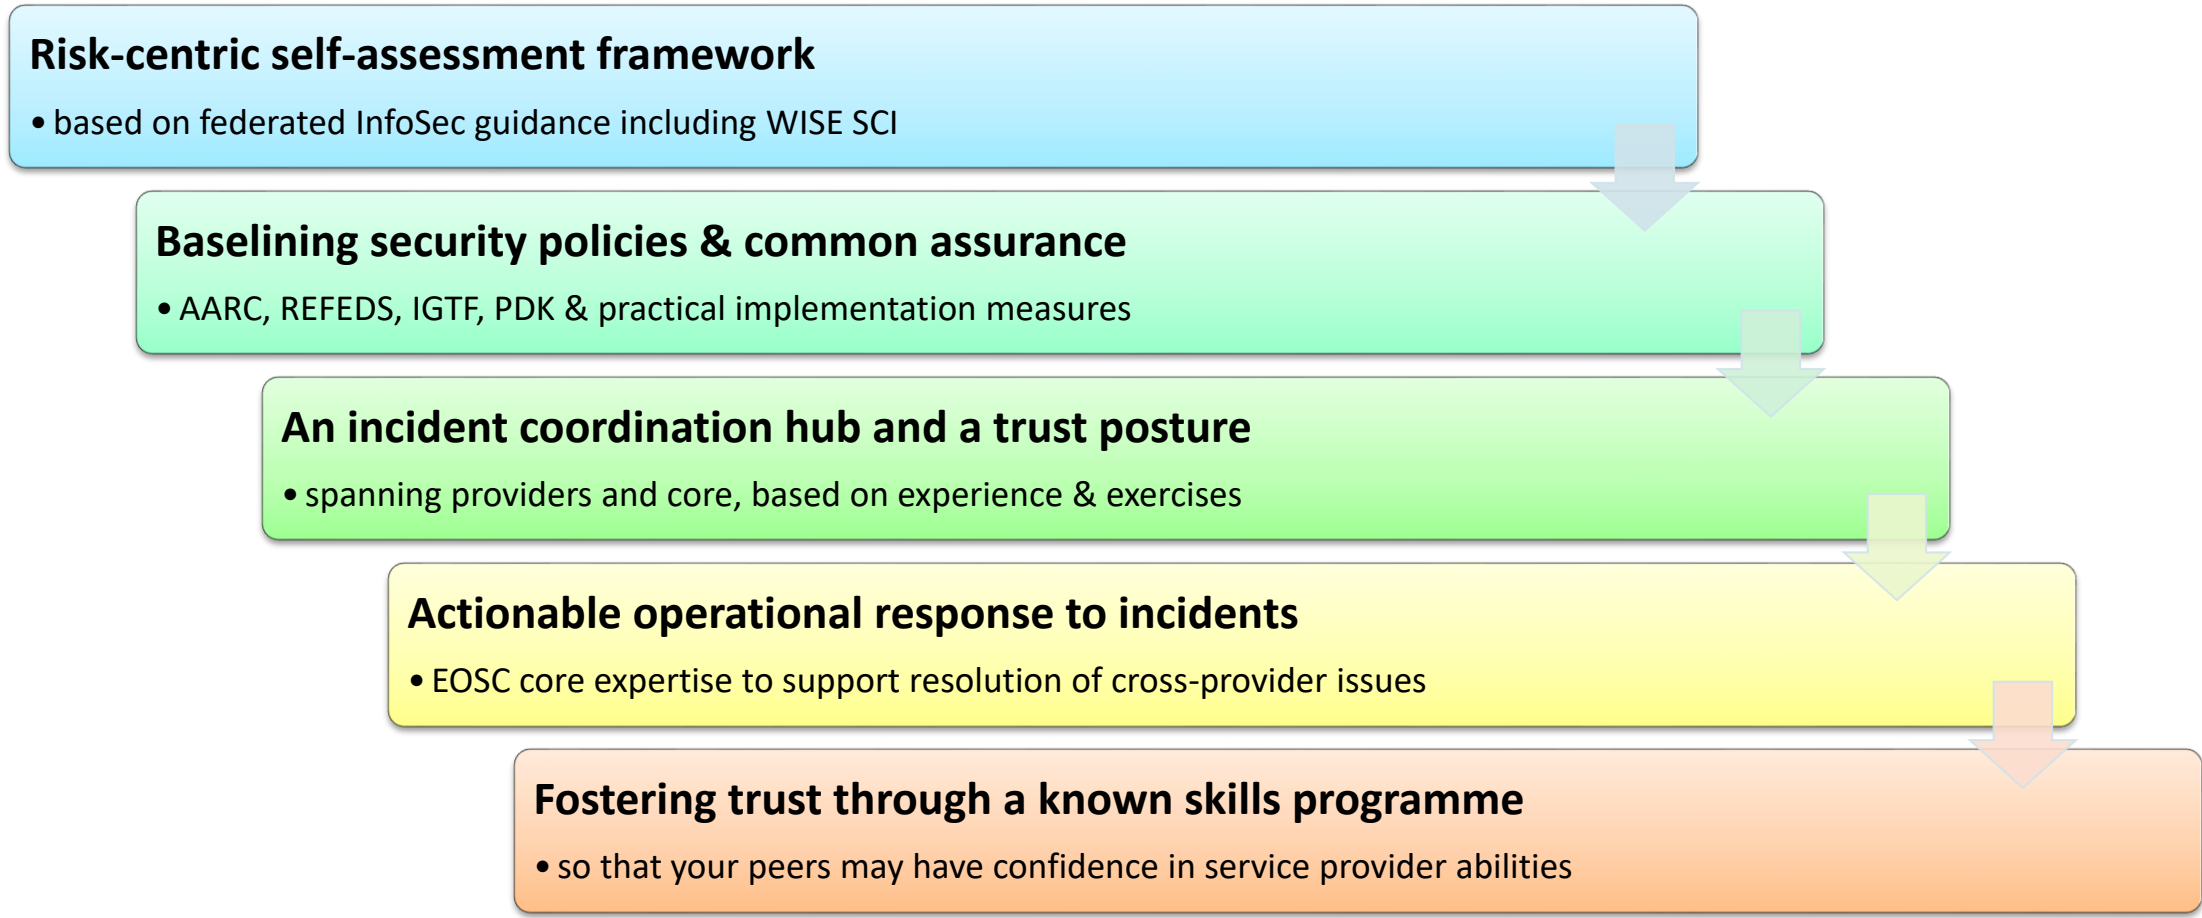 Risk-centric self-assessment framework
• based on federated InfoSec guidance including WISE SCI
Baselining security policies & common assurance
• AARC, REFEDS, IGTF, PDK & practical implementation measures
An incident coordination hub and a trust posture
• spanning providers and core, based on experience & exercises
Actionable operational response to incidents
• EOSC core expertise to support resolution of cross-provider issues
Fostering trust through a known skills programme
• so that your peers may have confidence in service provider abilities